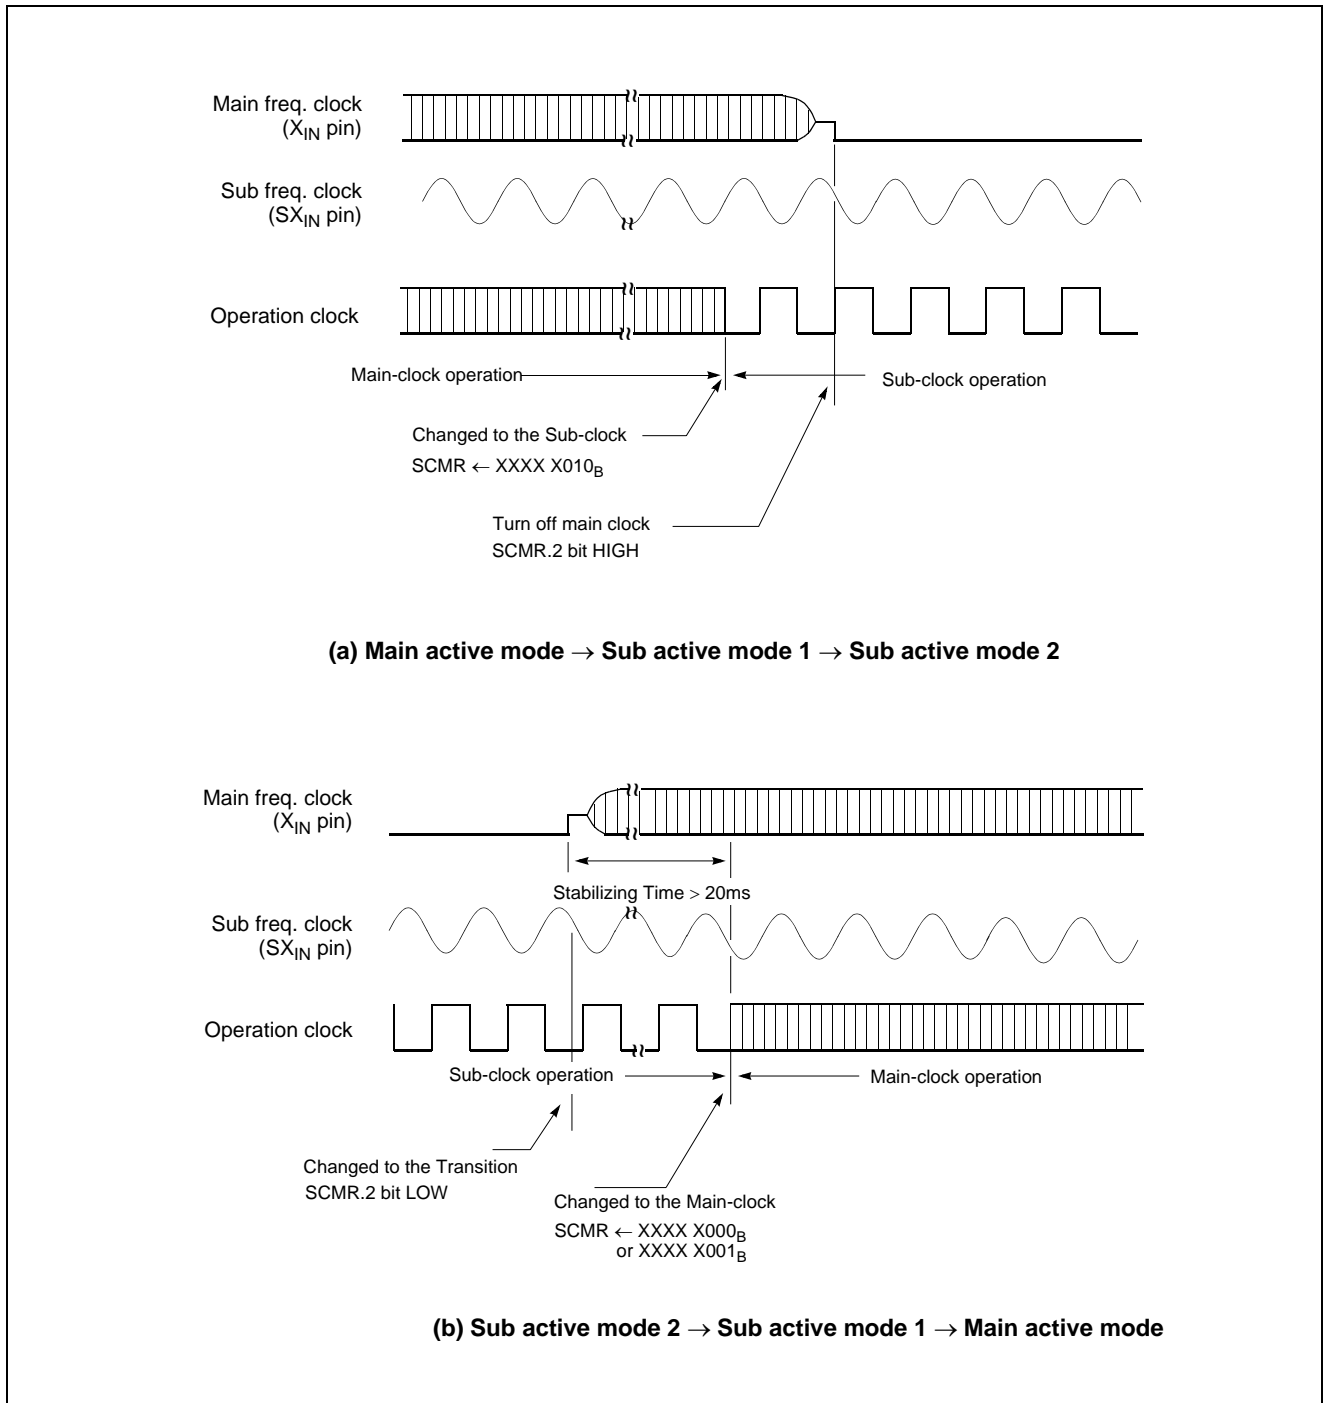 Main freq. clock
(XIN pin)
Sub freq. clock
(SXIN pin)
Operation clock
Main-clock operation
Sub-clock operation
Changed to the Sub-clock
SCMR ← XXXX X010B
Turn off main clock
SCMR.2 bit HIGH
(a) Main active mode → Sub active mode 1 → Sub active mode 2
Main freq. clock
(XIN pin)
Stabilizing Time > 20ms
Sub freq. clock
(SXIN pin)
Operation clock
Sub-clock operation
Main-clock operation
Changed to the Transition
SCMR.2 bit LOW
Changed to the Main-clock
SCMR ← XXXX X000B
or XXXX X001B
(b) Sub active mode 2 → Sub active mode 1 → Main active mode